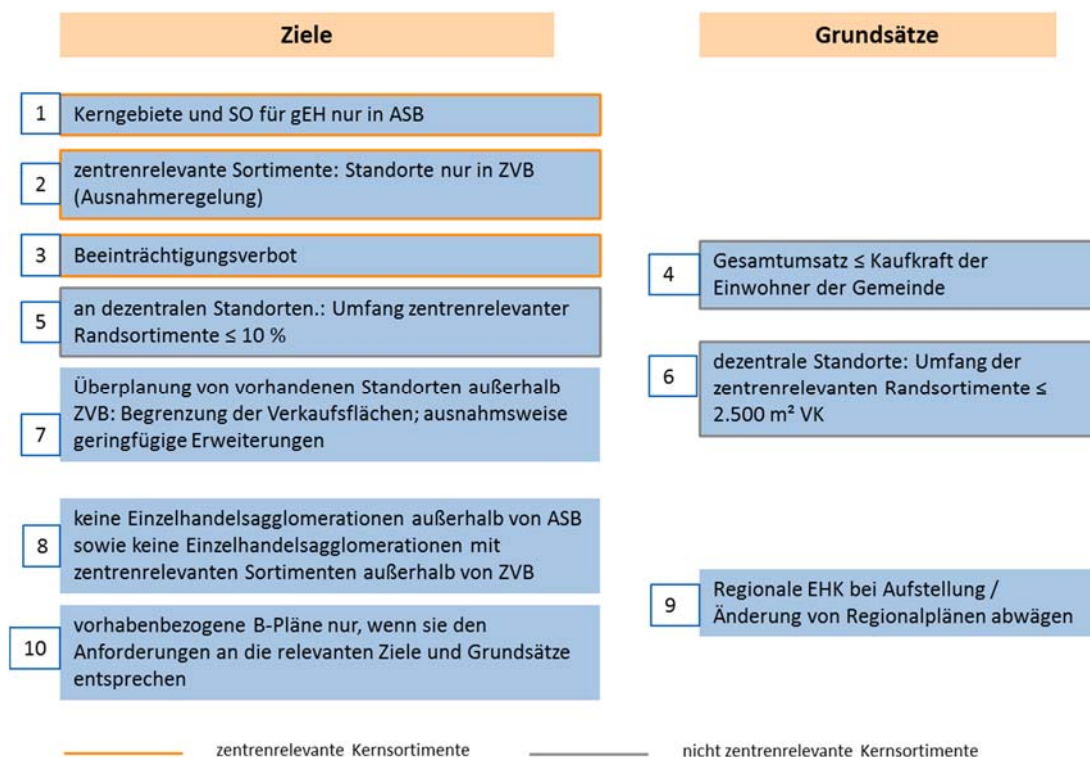 Ziele
Grundsätze
1
Kerngebiete und SO für gEH nur in ASB
2
zentrenrelevante Sortimente: Standorte nur in ZVB
(Ausnahmeregelung)
3
Beeinträchtigungsverbot
4
Gesamtumsatz ≤ Kaufkraft der
Einwohner der Gemeinde
5
an dezentralen Standorten.: Umfang zentrenrelevanter
Randsortimente ≤ 10 %
6
dezentrale Standorte: Umfang der
zentrenrelevanten Randsortimente ≤
2.500 m² VK
7
Überplanung von vorhandenen Standorten außerhalb
ZVB: Begrenzung der Verkaufsflächen; ausnahmsweise
geringfügige Erweiterungen
8
keine Einzelhandelsagglomerationen außerhalb von ASB
sowie keine Einzelhandelsagglomerationen mit
zentrenrelevanten Sortimenten außerhalb von ZVB
9
Regionale EHK bei Aufstellung /
Änderung von Regionalplänen abwägen
10
vorhabenbezogene B-Pläne nur, wenn sie den
Anforderungen an die relevanten Ziele und Grundsätze
entsprechen
zentrenrelevante Kernsortimente
nicht zentrenrelevante Kernsortimente